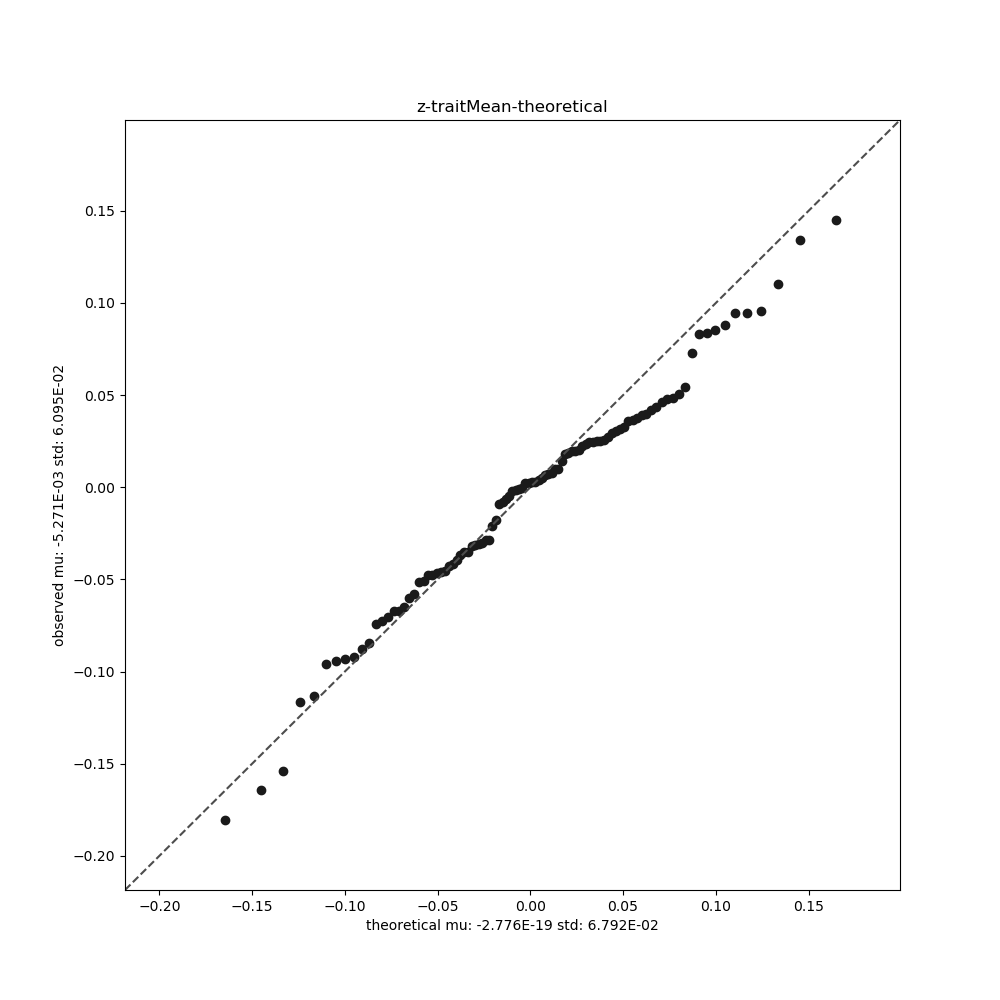 z-traitMean-theoretical
0.15
0.10
0.05
0.00
−0.05
−0.10
−0.15
−0.20
observed mu: -5.271E-03 std: 6.095E-02
−0.20 −0.15 −0.10 −0.05 0.00 0.05 0.10 0.15
theoretical mu: -2.776E-19 std: 6.792E-02